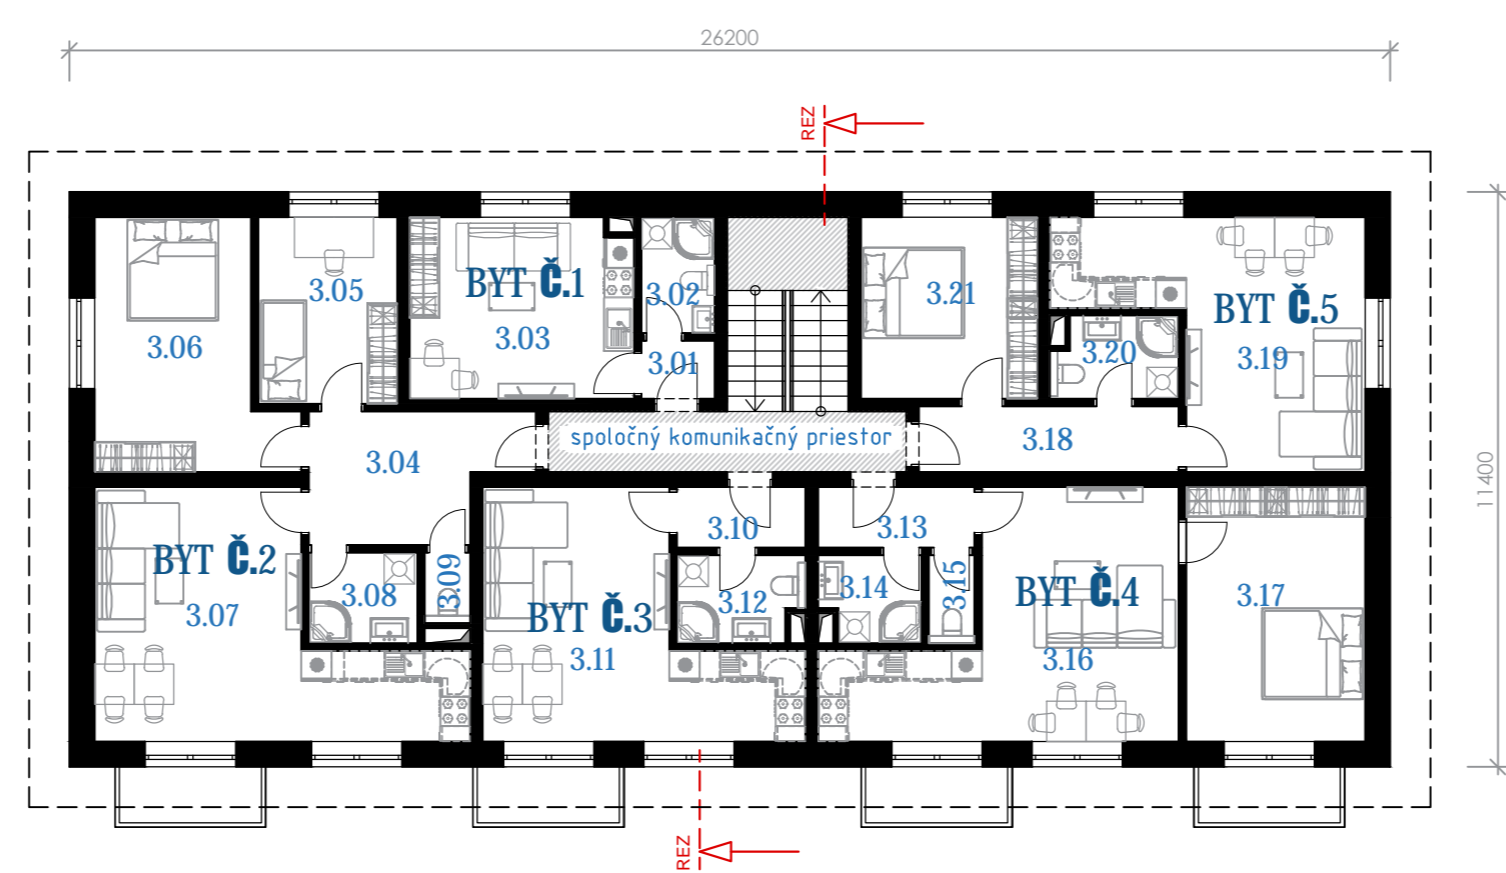 26200
REZ
BYT Č.1
3.05
3.06
3.03
3.02
3.01
3.21
BYT Č.5
3.20
3.19
11400
spoločný komunikačný priestor
3.04
3.18
3.10
3.13
BYT Č.2
3.07
3.08
3.09
BYT Č.3
3.11
3.12
3.14
3.15
BYT Č.4
3.16
3.17
REZ